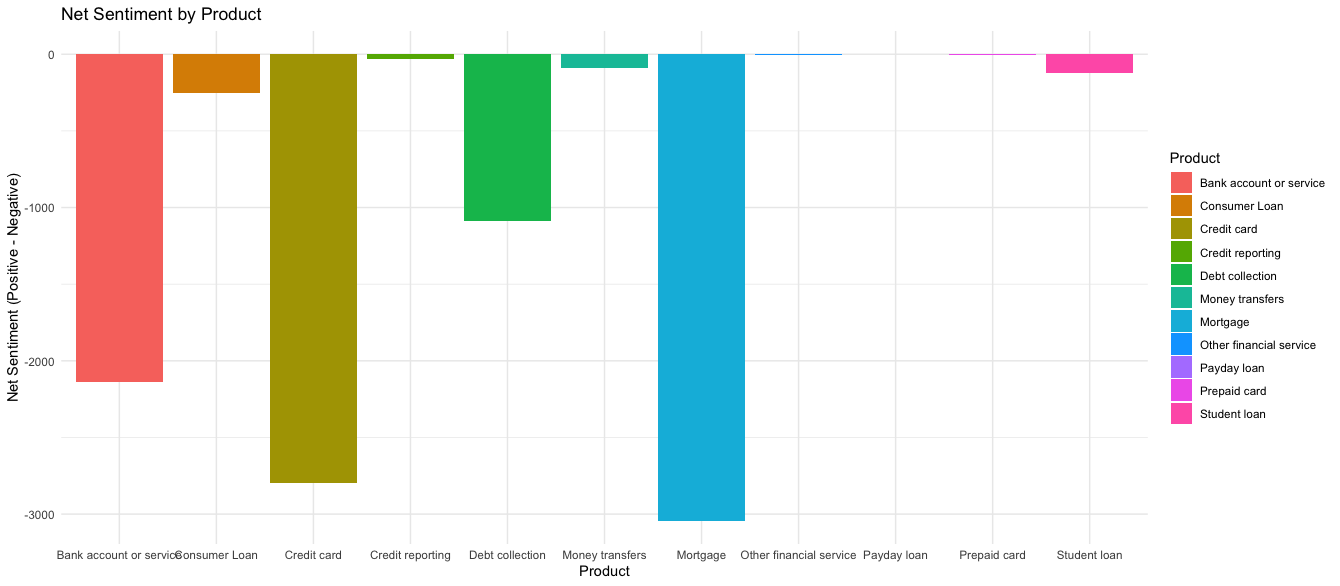 Net Sentiment by Product
Net Sentiment (Positive - Negative)
0
-1000
-2000
-3000
Bank account or service Consumer Loan Credit card Credit reporting Debt collection Money transfers Mortgage Other financial service Payday loan Prepaid card Student loan
Product
Product
Bank account or service
Consumer Loan
Credit card
Credit reporting
Debt collection
Money transfers
Mortgage
Other financial service
Payday loan
Prepaid card
Student loan